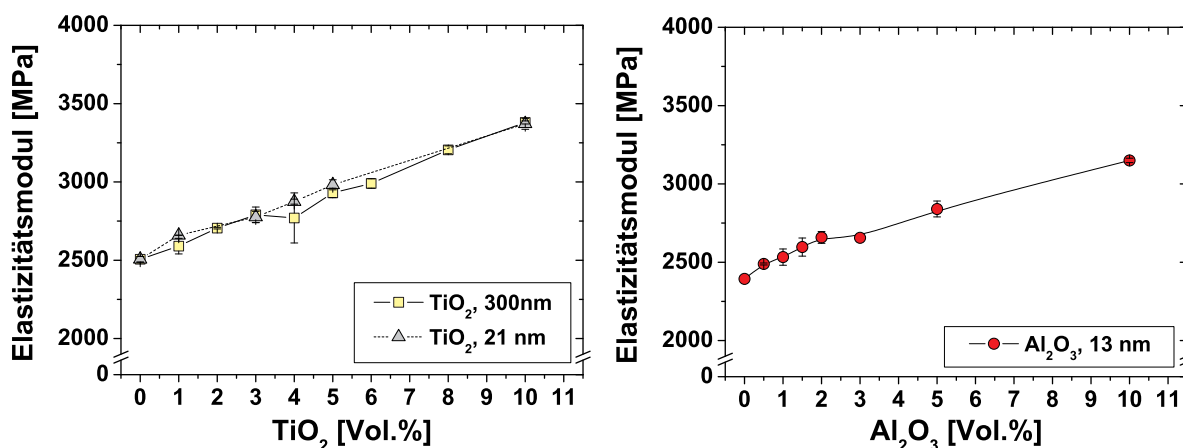 Elastizitätsmodul [MPa]
4000
3500
3000
2500
2000
0
0 1 2 3 4 5 6 7 8 9 10 11
TiO₂ [Vol.%]
TiO₂, 300nm
TiO₂, 21 nm
Elastizitätsmodul [MPa]
4000
3500
3000
2500
2000
0
0 1 2 3 4 5 6 7 8 9 10 11
Al₂O₃ [Vol.%]
Al₂O₃, 13 nm